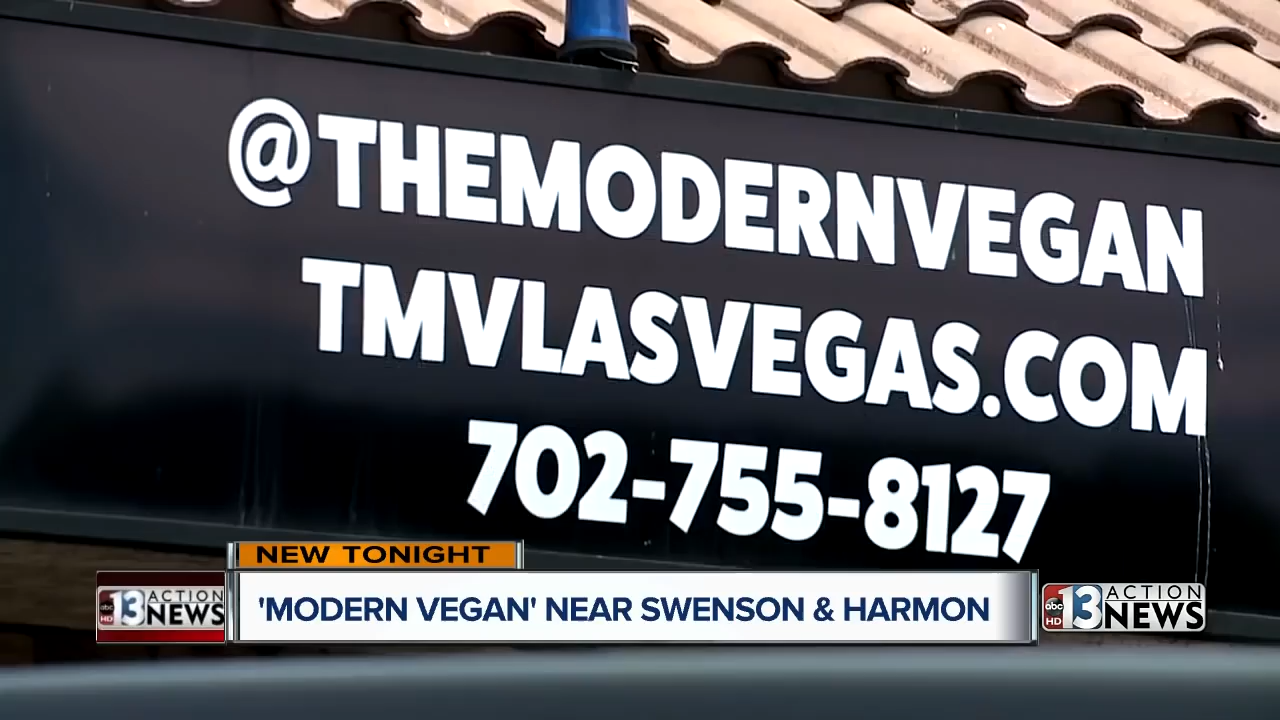 @THEMODERNVEGAN
TMVLASVEGAS.COM
702-755-8127
NEW TONIGHT
abc 13 ACTION NEWS HD
'MODERN VEGAN' NEAR SWENSON & HARMON
abc 13 ACTION NEWS HD